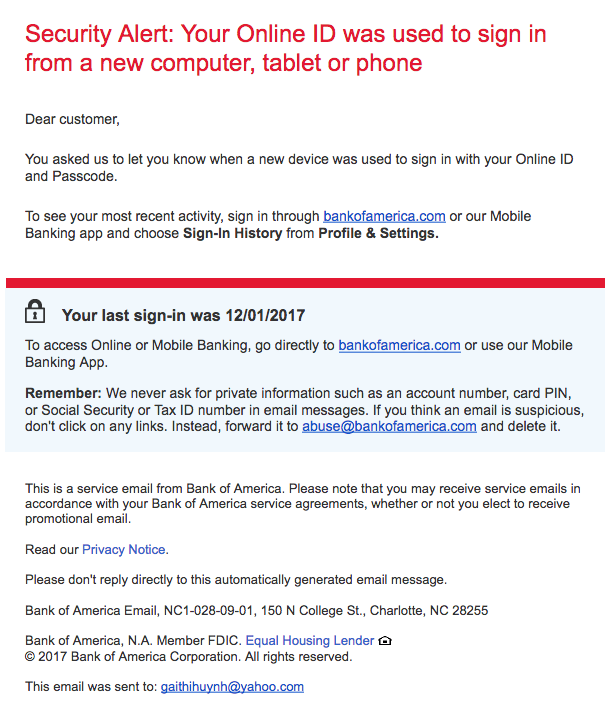 Security Alert: Your Online ID was used to sign in
from a new computer, tablet or phone
Dear customer,
You asked us to let you know when a new device was used to sign in with your Online ID
and Passcode.
To see your most recent activity, sign in through bankofamerica.com or our Mobile
Banking app and choose Sign-In History from Profile & Settings.
Your last sign-in was 12/01/2017
To access Online or Mobile Banking, go directly to bankofamerica.com or use our Mobile
Banking App.
Remember: We never ask for private information such as an account number, card PIN,
or Social Security or Tax ID number in email messages. If you think an email is suspicious,
don't click on any links. Instead, forward it to abuse@bankofamerica.com and delete it.
This is a service email from Bank of America. Please note that you may receive service emails in
accordance with your Bank of America service agreements, whether or not you elect to receive
promotional email.
Read our Privacy Notice.
Please don't reply directly to this automatically generated email message.
Bank of America Email, NC1-028-09-01, 150 N College St., Charlotte, NC 28255
Bank of America, N.A. Member FDIC. Equal Housing Lender
© 2017 Bank of America Corporation. All rights reserved.
This email was sent to: gaithihuynh@yahoo.com